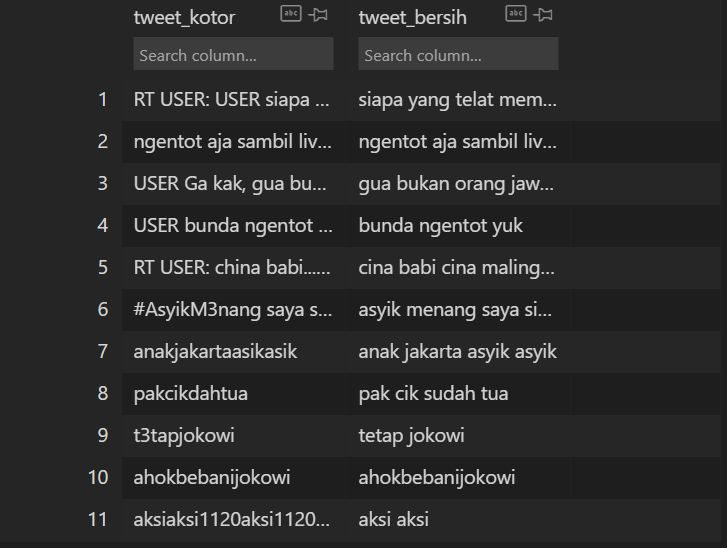 tweet_kotor abc tweet_bersih abc
Search column... Search column...
1 RT USER: USER siapa ... siapa yang telat mem...
2 ngentot aja sambil liv... ngentot aja sambil liv...
3 USER Ga kak, gua bu... gua bukan orang jaw...
4 USER bunda ngentot ... bunda ngentot yuk
5 RT USER: china babi...... cina babi cina maling...
6 #AsyikM3nang saya s... asyik menang saya si...
7 anakjakartaasikasik anak jakarta asyik asyik
8 pakcikdahtua pak cik sudah tua
9 t3tapjokowi tetap jokowi
10 ahokbebanijokowi ahokbebanijokowi
11 aksiaksi1120aksi1120... aksi aksi